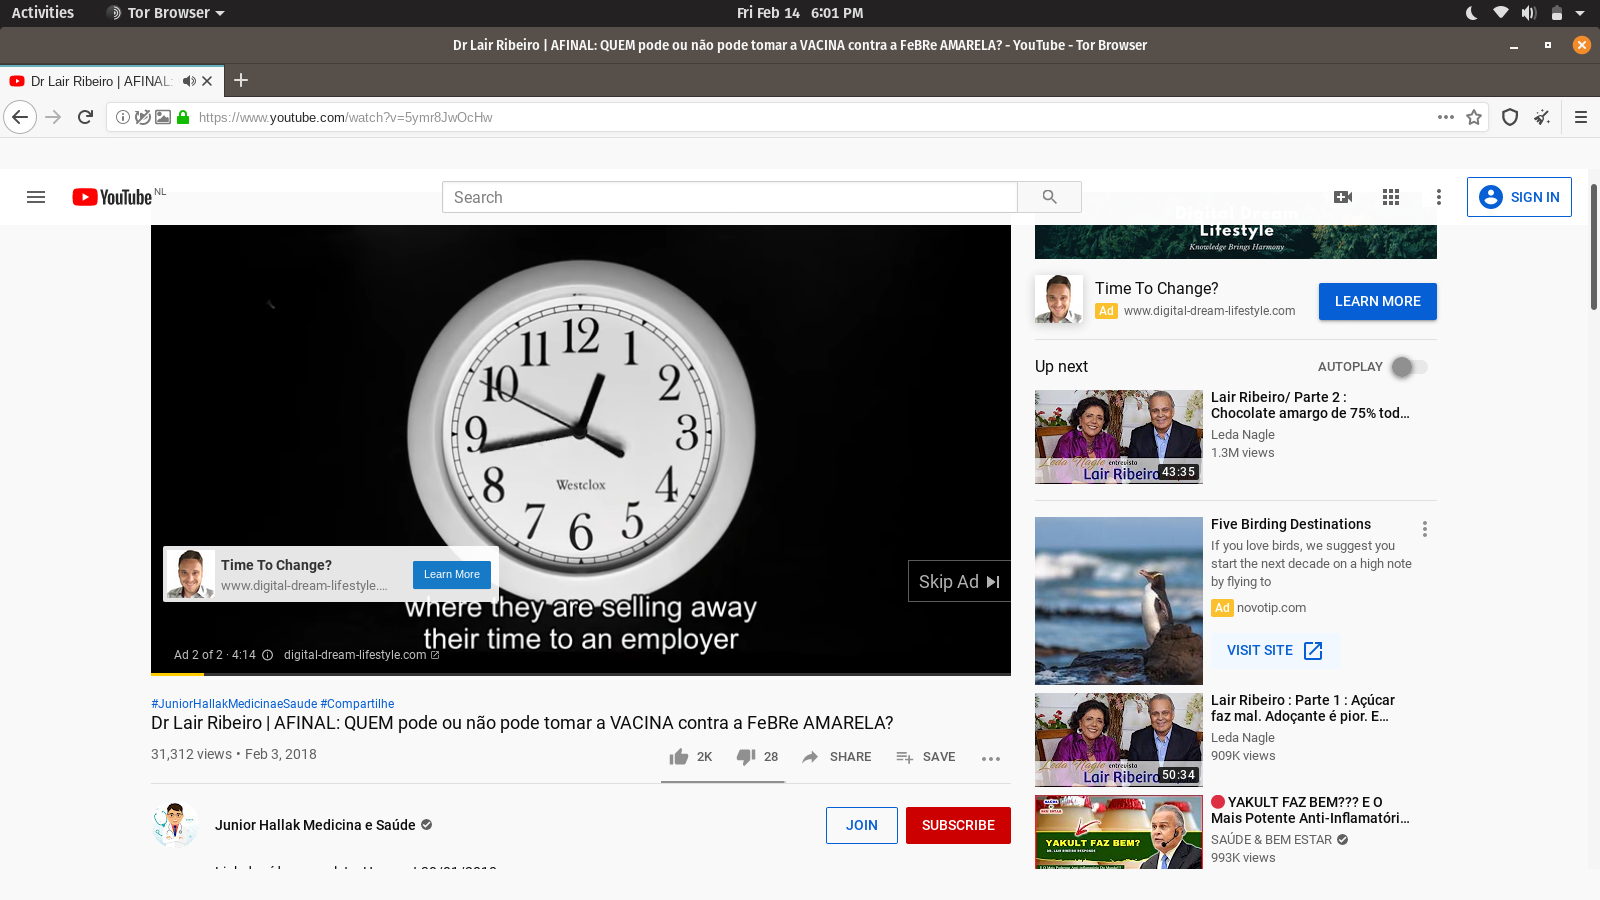 Activities
Tor Browser
Fri Feb 14 6:01 PM
Dr Lair Ribeiro | AFINAL: QUEM pode ou não pode tomar a VACINA contra a FeBRe AMARELA? - YouTube - Tor Browser
Dr Lair Ribeiro | AFINAL:
https://www.youtube.com/watch?v=5ymr8JwOcHw
YouTube NL
Search
SIGN IN
12
1
2
3
4
5
6
7
8
9
10
11
Westclox
Time To Change?
www.digital-dream-lifestyle....
Learn More
Skip Ad
where they are selling away
their time to an employer
Ad 2 of 2 · 4:14
digital-dream-lifestyle.com
#JuniorHallakMedicinaeSaude #Compartilhe
Dr Lair Ribeiro | AFINAL: QUEM pode ou não pode tomar a VACINA contra a FeBRe AMARELA?
31,312 views • Feb 3, 2018
2K
28
SHARE
SAVE
Junior Hallak Medicina e Saúde
JOIN
SUBSCRIBE
Digital Dream
Lifestyle
Knowledge Brings Harmony
Time To Change?
Ad www.digital-dream-lifestyle.com
LEARN MORE
Up next
AUTOPLAY
Leda Nagle entrevista
Lair Ribeiro
43:35
Lair Ribeiro/ Parte 2 :
Chocolate amargo de 75% tod...
Leda Nagle
1.3M views
Five Birding Destinations
If you love birds, we suggest you
start the next decade on a high note
by flying to
Ad novotip.com
VISIT SITE
Leda Nagle entrevista
Lair Ribeiro
50:34
Lair Ribeiro : Parte 1 : Açúcar
faz mal. Adoçante é pior. E...
Leda Nagle
909K views
YAKULT FAZ BEM?
DR. LAIR RIBEIRO RESPONDE
YAKULT FAZ BEM??? E O
Mais Potente Anti-Inflamatóri...
SAÚDE & BEM ESTAR
993K views